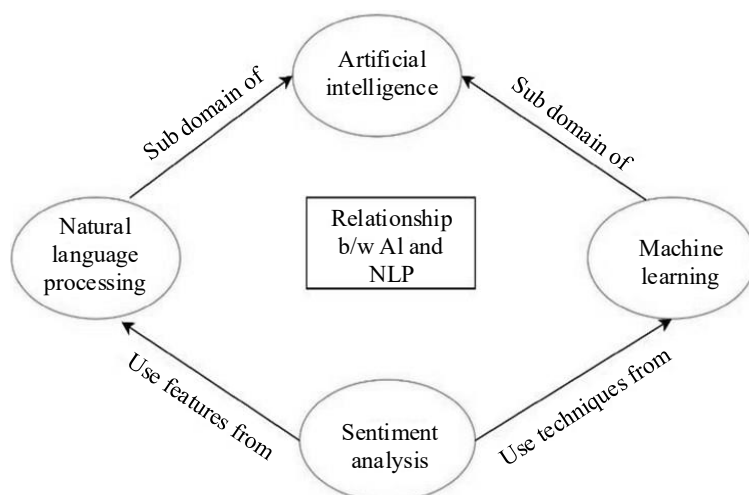 Artificial
intelligence
Sub domain of
Sub domain of
Natural
language
processing
Relationship
b/w Al and
NLP
Machine
learning
Use features from
Use techniques from
Sentiment
analysis